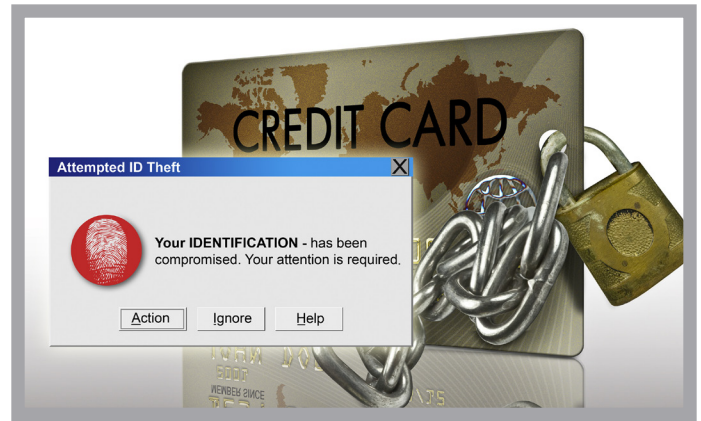 CREDIT CARD
Attempted ID Theft
X
Your IDENTIFICATION - has been
compromised. Your attention is required.
Action Ignore Help
MEMBER SINCE